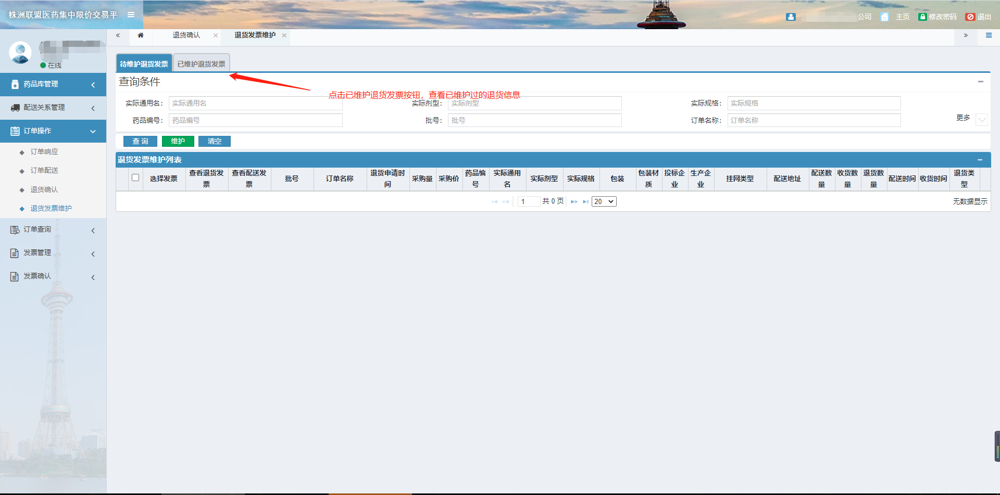 株洲联盟医药集中限价交易平
公司
主页
修改密码
退出
在线
退货确认
退货发票维护
药品库管理
配送关系管理
订单操作
订单响应
订单配送
退货确认
退货发票维护
订单查询
发票管理
发票确认
待维护退货发票
已维护退货发票
查询条件
点击已维护退货发票按钮，查看已维护过的退货信息
实际通用名：
实际通用名
实际剂型：
实际剂型
实际规格：
实际规格
药品编号：
药品编号
批号：
批号
订单名称：
订单名称
更多
查 询
维护
清空
退货发票维护列表
选择发票
查看退货发票
查看配送发票
批号
订单名称
退货申请时间
采购量
采购价
药品编号
实际通用名
实际剂型
实际规格
包装
包装材质
投标企业
生产企业
挂网类型
配送地址
配送数量
收货数量
退货数量
配送时间
收货时间
退货类型
1
共 0 页
20
无数据显示